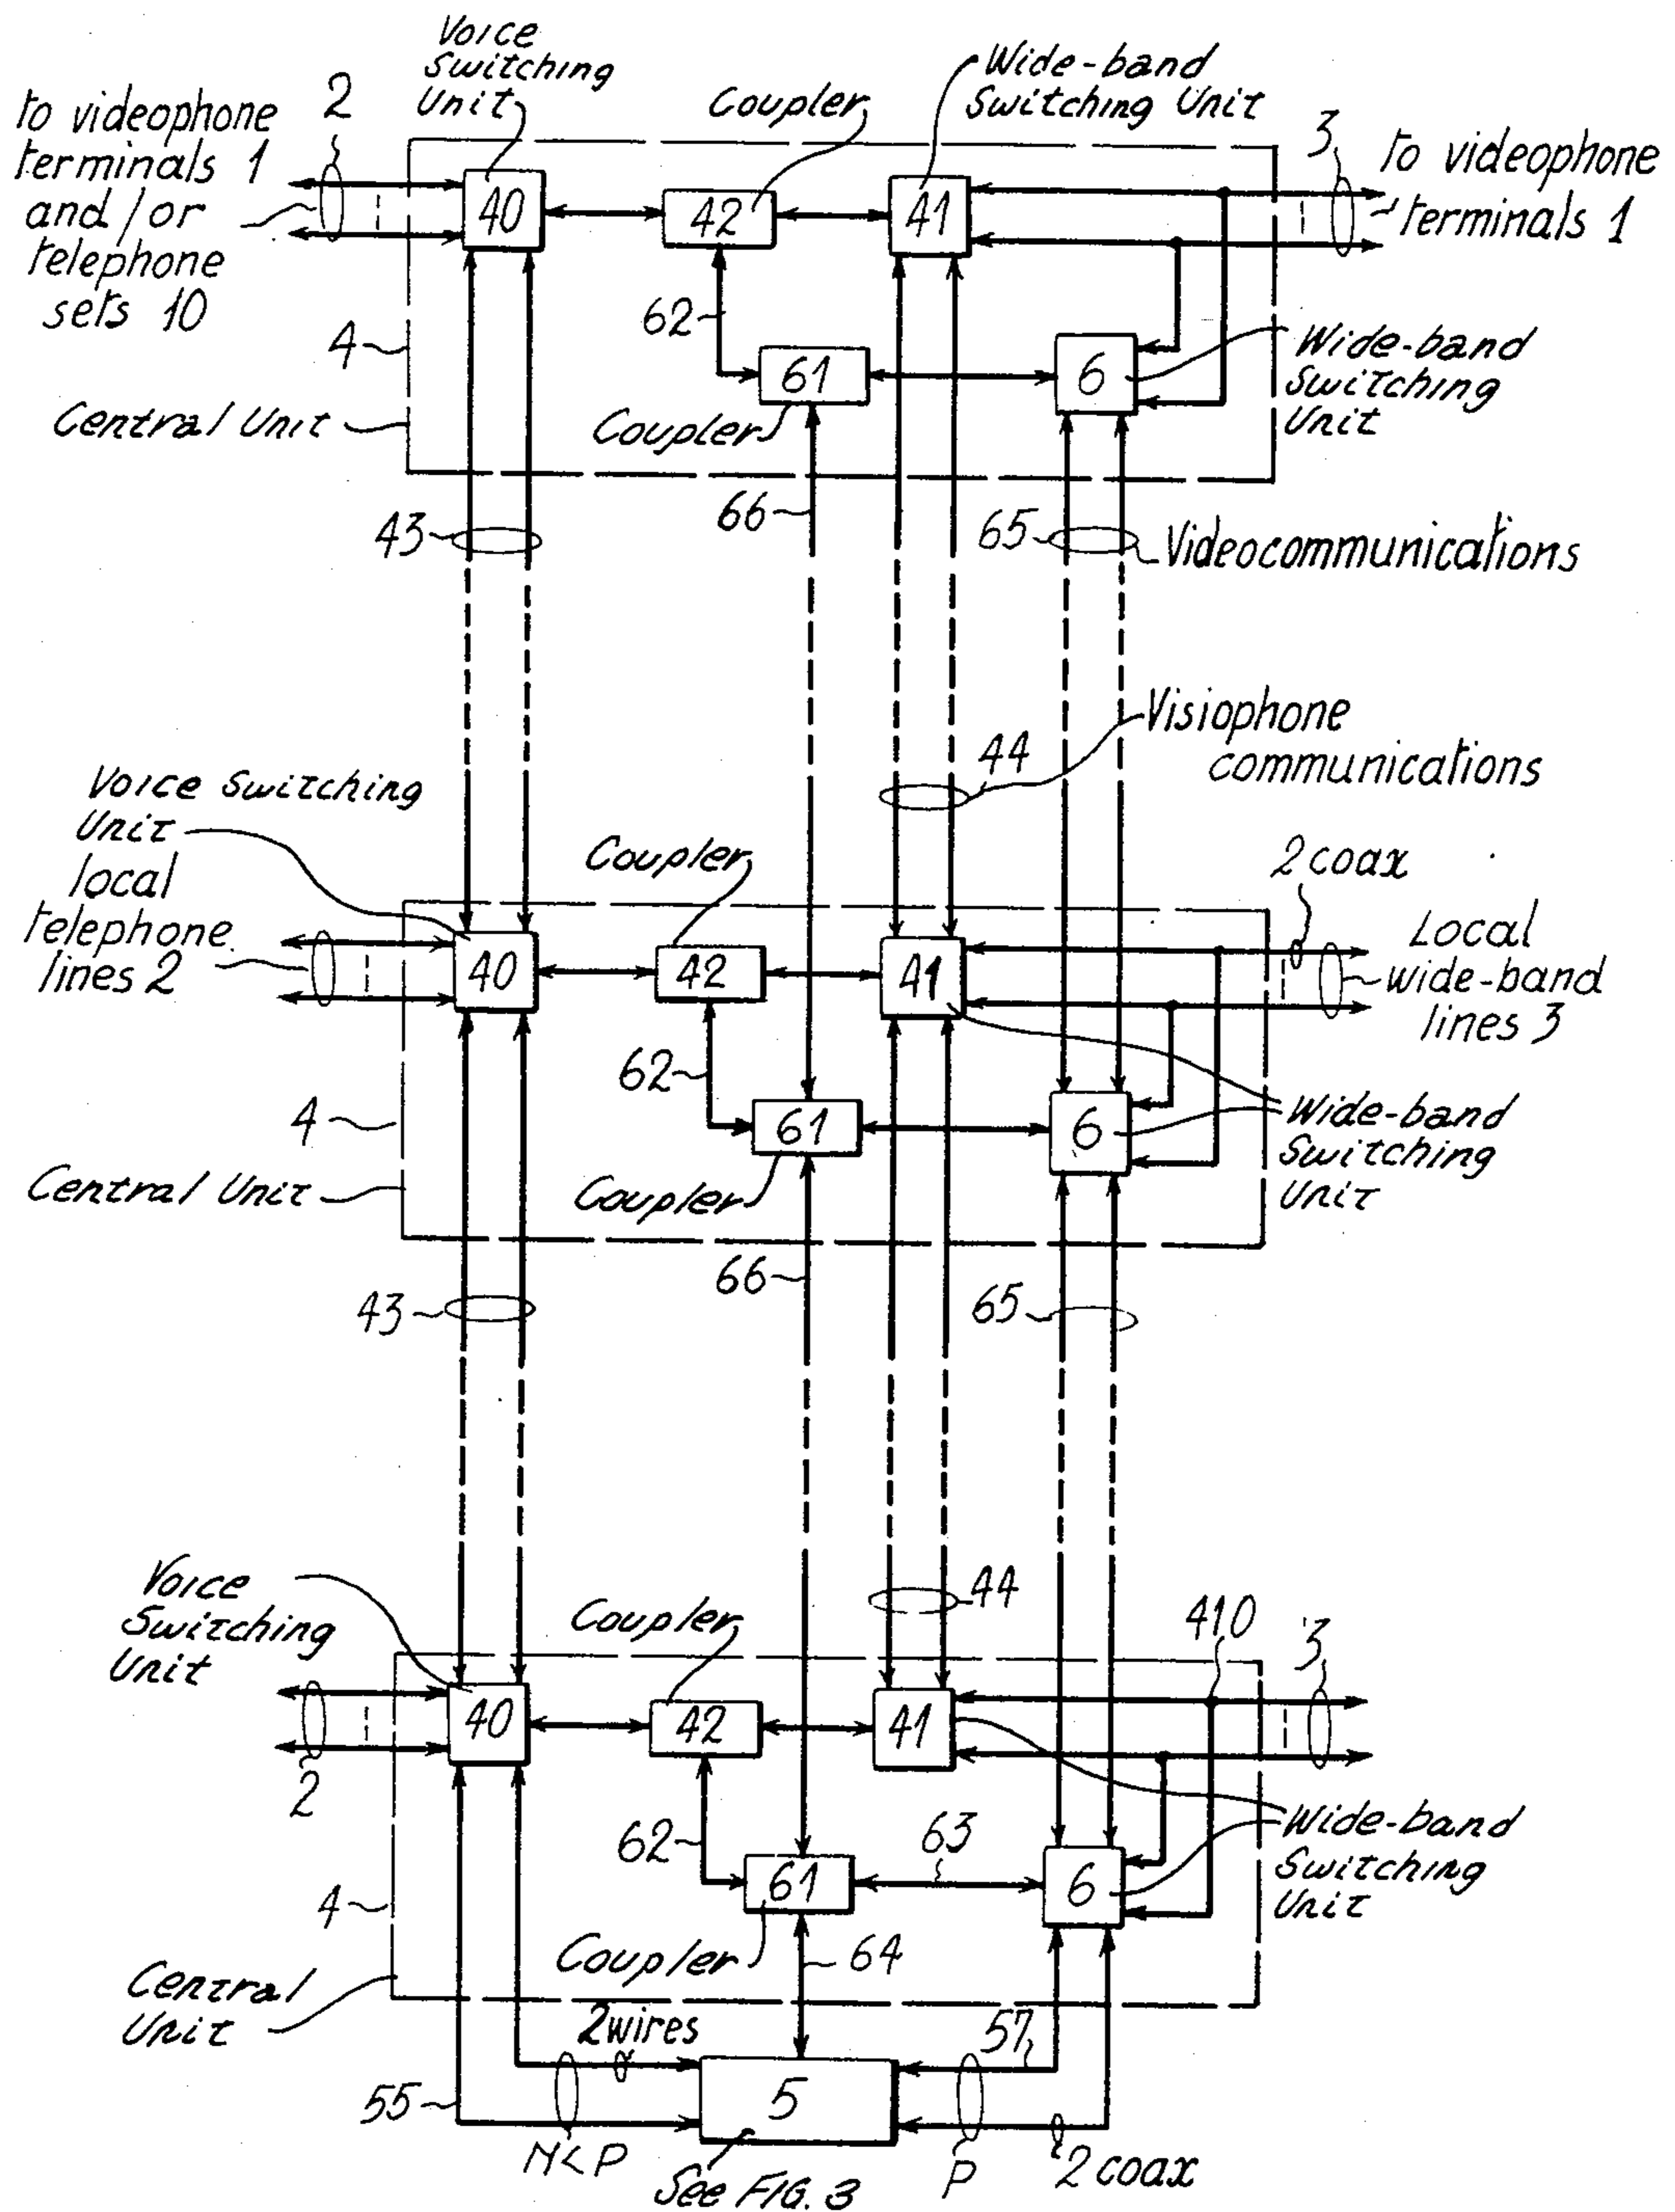 Voice
Switching
Unit
Coupler
Wide-band
Switching Unit
to videophone
terminals 1
and/or
telephone
sets 10
2
3
to videophone
terminals 1
40
42
41
62
61
6
4
Central Unit
Coupler
Wide-band
Switching
Unit
43
66
65
Videocommunications
Visiophone
communications
44
Voice Switching
Unit
local
telephone
lines 2
Coupler
2 coax
Local
wide-band
lines 3
40
42
41
62
61
6
4
Central Unit
Coupler
Wide-band
Switching
Unit
43
66
65
44
Voice
Switching
Unit
Coupler
410
3
2
40
42
41
62
61
63
6
4
Wide-band
Switching
Unit
Coupler
64
Central
Unit
2 wires
57
55
5
M<P
P
2 coax
See FIG. 3